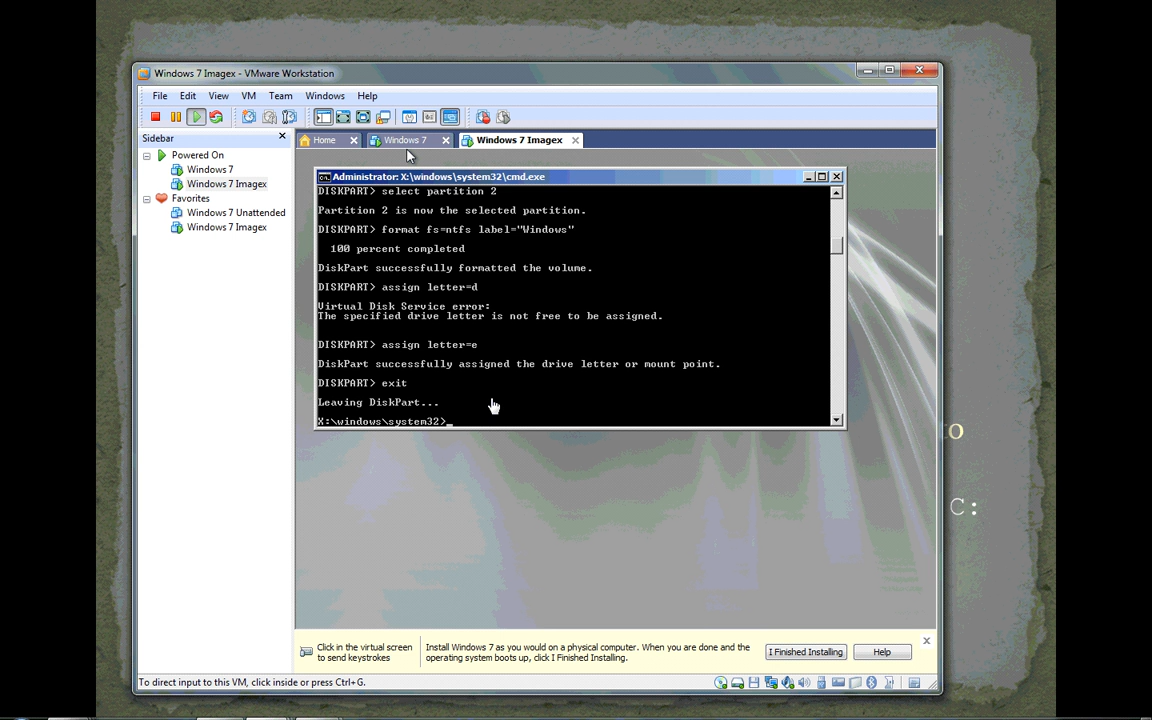 Windows 7 Imagex - VMware Workstation
File Edit View VM Team Windows Help
Sidebar
Home
Windows 7
Windows 7 Imagex
Powered On
Windows 7
Windows 7 Imagex
Favorites
Windows 7 Unattended
Windows 7 Imagex
Administrator: X:\windows\system32\cmd.exe
DISKPART> select partition 2
Partition 2 is now the selected partition.
DISKPART> format fs=ntfs label="Windows"
100 percent completed
DiskPart successfully formatted the volume.
DISKPART> assign letter=d
Virtual Disk Service error:
The specified drive letter is not free to be assigned.
DISKPART> assign letter=e
DiskPart successfully assigned the drive letter or mount point.
DISKPART> exit
Leaving DiskPart...
X:\windows\system32>_
to
C:
Click in the virtual screen
to send keystrokes
Install Windows 7 as you would on a physical computer. When you are done and the
operating system boots up, click I Finished Installing.
I Finished Installing
Help
To direct input to this VM, click inside or press Ctrl+G.